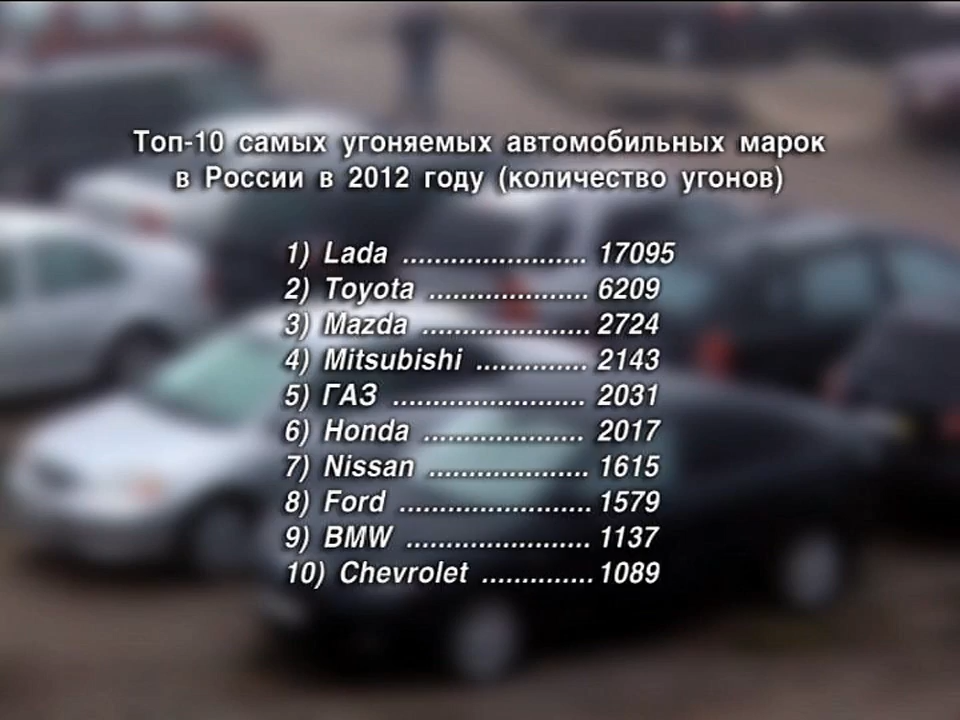 Топ-10 самых угоняемых автомобильных марок
в России в 2012 году (количество угонов)
1) Lada ....................... 17095
2) Toyota .................... 6209
3) Mazda ..................... 2724
4) Mitsubishi .............. 2143
5) ГАЗ ........................ 2031
6) Honda .................... 2017
7) Nissan .................... 1615
8) Ford ........................ 1579
9) BMW ....................... 1137
10) Chevrolet .............. 1089